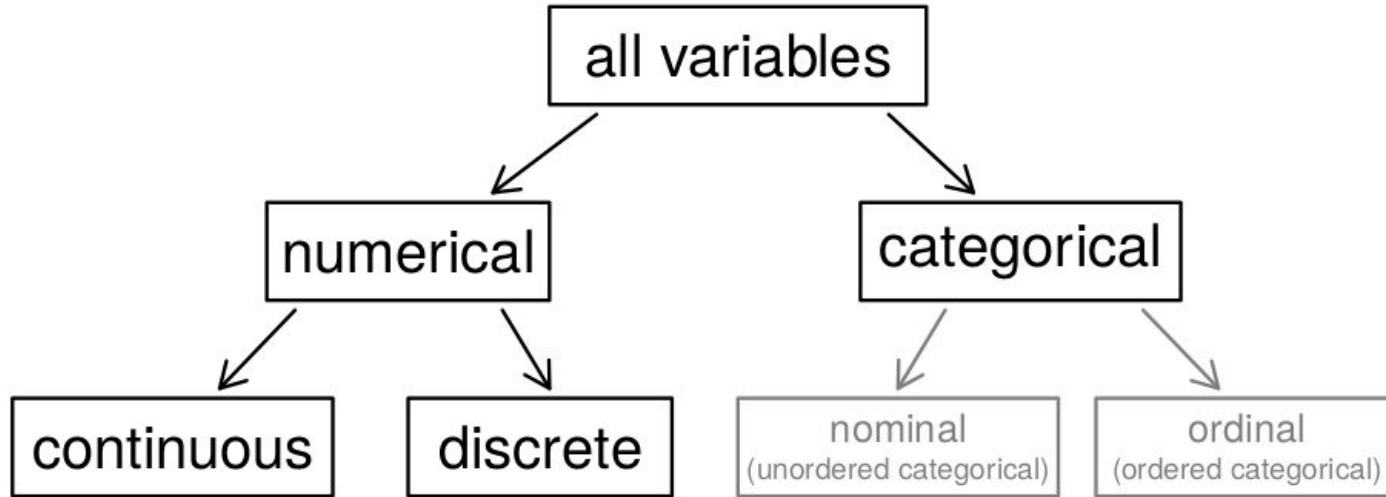 all variables
numerical
categorical
continuous
discrete
nominal
(unordered categorical)
ordinal
(ordered categorical)